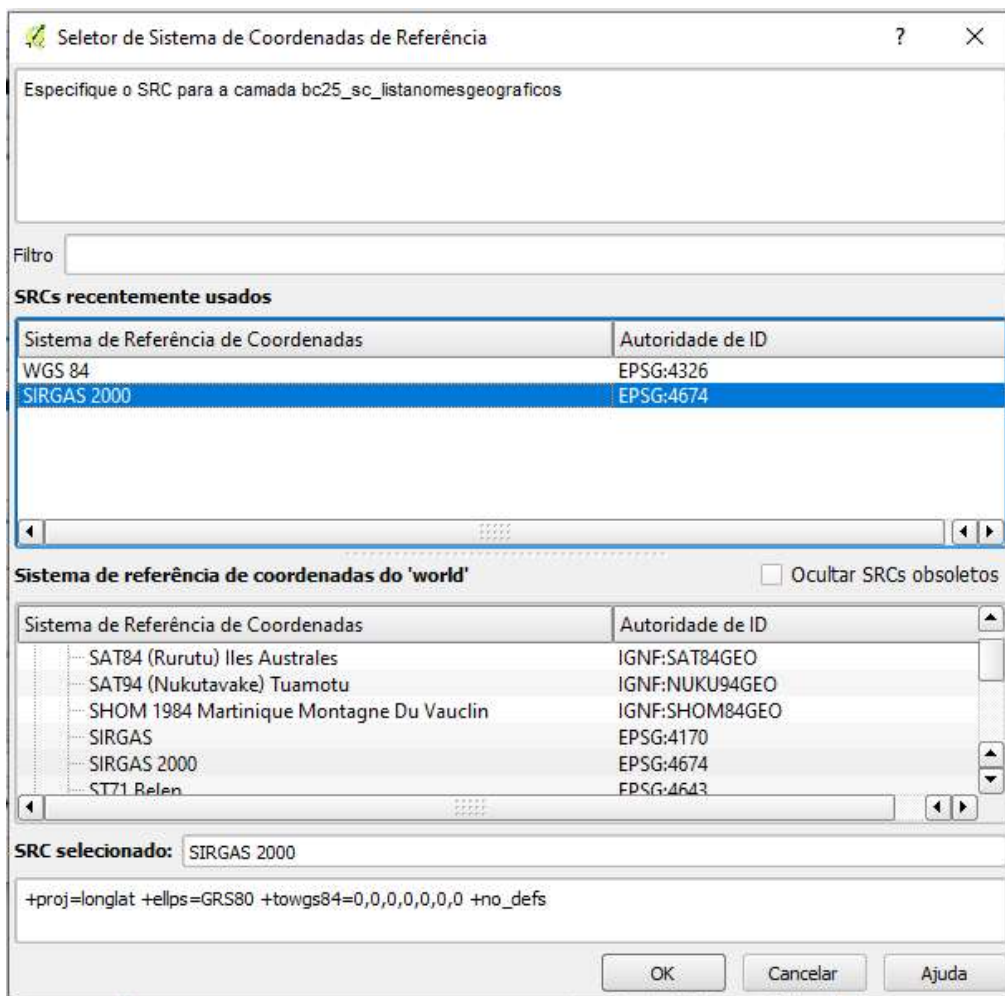 Seletor de Sistema de Coordenadas de Referência ? X
Especifique o SRC para a camada bc25_sc_listanomesgeograficos
Filtro
SRCs recentemente usados
Sistema de Referência de Coordenadas Autoridade de ID
WGS 84 EPSG:4326
SIRGAS 2000 EPSG:4674
Sistema de referência de coordenadas do 'world' Ocultar SRCs obsoletos
Sistema de Referência de Coordenadas Autoridade de ID
SAT84 (Rurutu) Iles Australes IGNF:SAT84GEO
SAT94 (Nukutavake) Tuamotu IGNF:NUKU94GEO
SHOM 1984 Martinique Montagne Du Vauclin IGNF:SHOM84GEO
SIRGAS EPSG:4170
SIRGAS 2000 EPSG:4674
ST71 Belep EPSG:4643
SRC selecionado: SIRGAS 2000
+proj=longlat +ellps=GRS80 +towgs84=0,0,0,0,0,0,0 +no_defs
OK Cancelar Ajuda